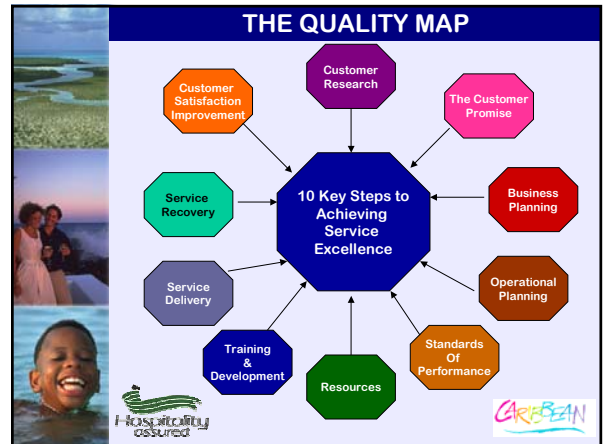 THE QUALITY MAP
Customer
Research
The Customer
Promise
Business
Planning
Operational
Planning
Standards
Of
Performance
Resources
Training
&
Development
Service
Delivery
Service
Recovery
Customer
Satisfaction
Improvement
10 Key Steps to
Achieving
Service
Excellence
Hospitality
assured
CARIBBEAN